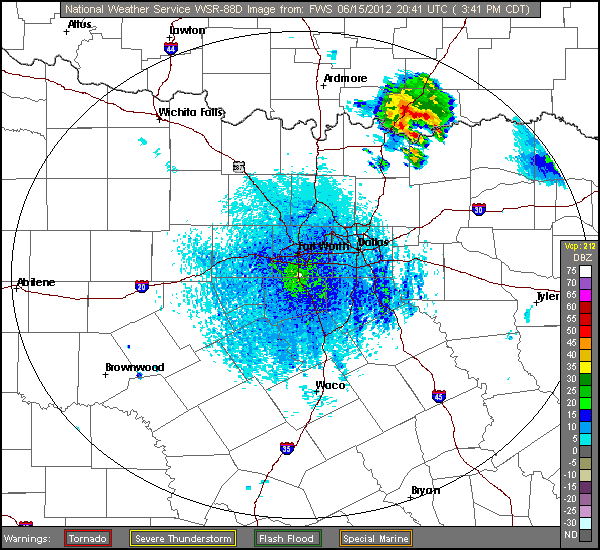 National Weather Service WSR-88D Image from: FWS 06/15/2012 20:41 UTC ( 3:41 PM CDT)
Altus
Lawton
44
Ardmore
Wichita Falls
30
Fort Worth
Dallas
Abilene
20
Tyler
Brownwood
Waco
45
35
Bryan
Vcp: 212
DBZ
75
70
65
60
55
50
45
40
35
30
25
20
15
10
5
0
-5
-10
-15
-20
-25
-30
ND
Warnings: Tornado Severe Thunderstorm Flash Flood Special Marine